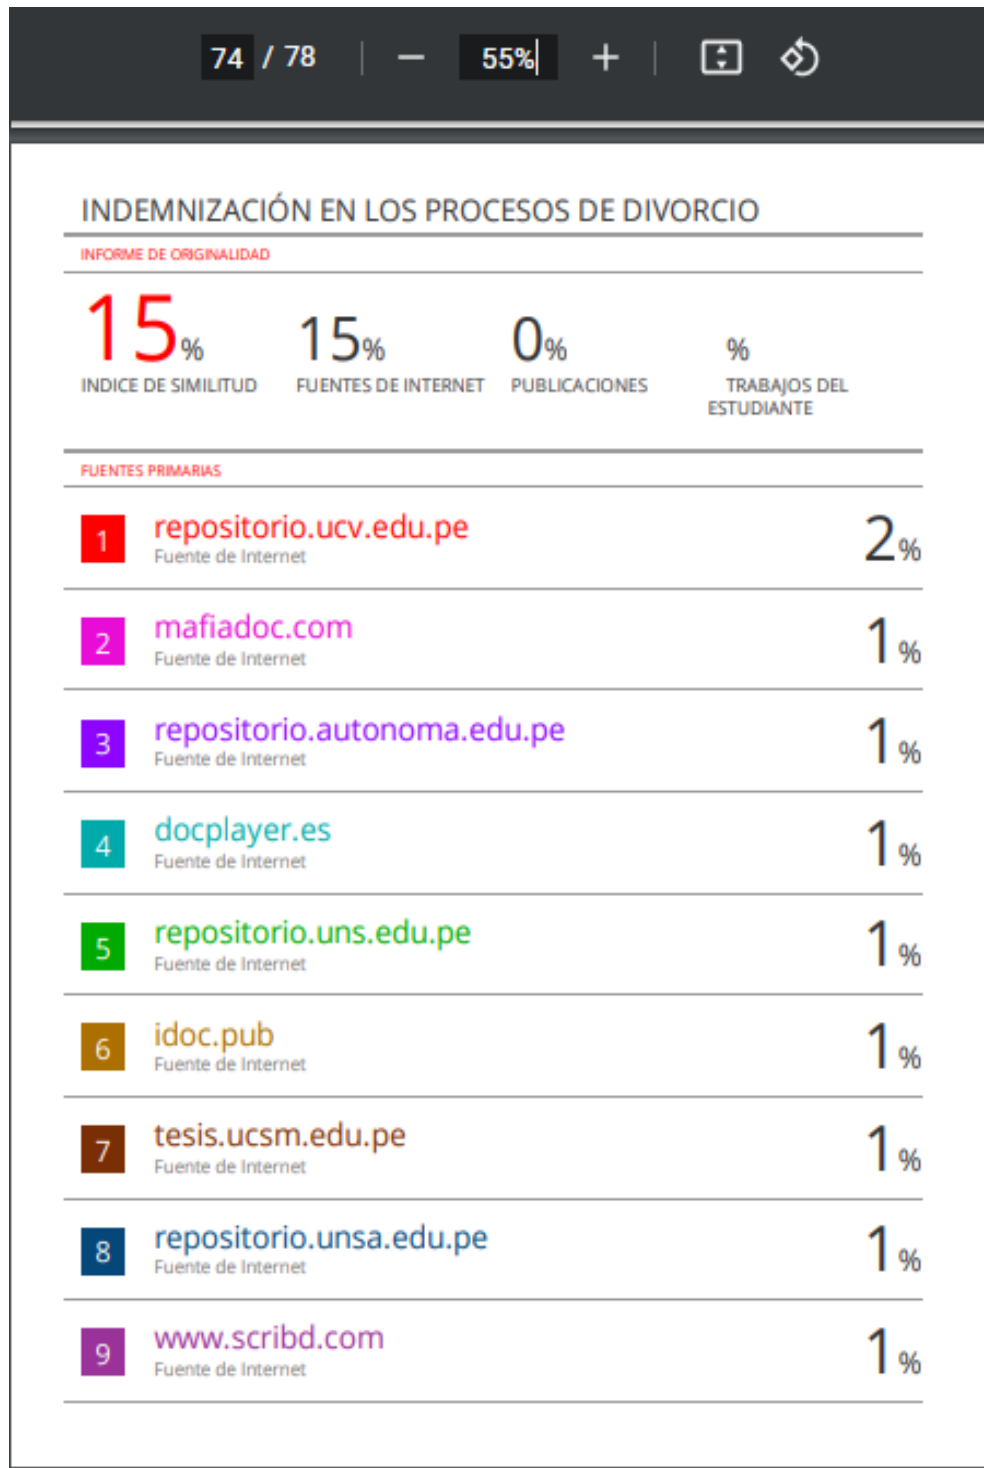 74 / 78 | − 55% + |
INDEMNIZACIÓN EN LOS PROCESOS DE DIVORCIO
INFORME DE ORIGINALIDAD
15% 15% 0% %
INDICE DE SIMILITUD FUENTES DE INTERNET PUBLICACIONES TRABAJOS DEL
ESTUDIANTE
FUENTES PRIMARIAS
1 repositorio.ucv.edu.pe 2%
Fuente de Internet
2 mafiadoc.com 1%
Fuente de Internet
3 repositorio.autonoma.edu.pe 1%
Fuente de Internet
4 docplayer.es 1%
Fuente de Internet
5 repositorio.uns.edu.pe 1%
Fuente de Internet
6 idoc.pub 1%
Fuente de Internet
7 tesis.ucsm.edu.pe 1%
Fuente de Internet
8 repositorio.unsa.edu.pe 1%
Fuente de Internet
9 www.scribd.com 1%
Fuente de Internet